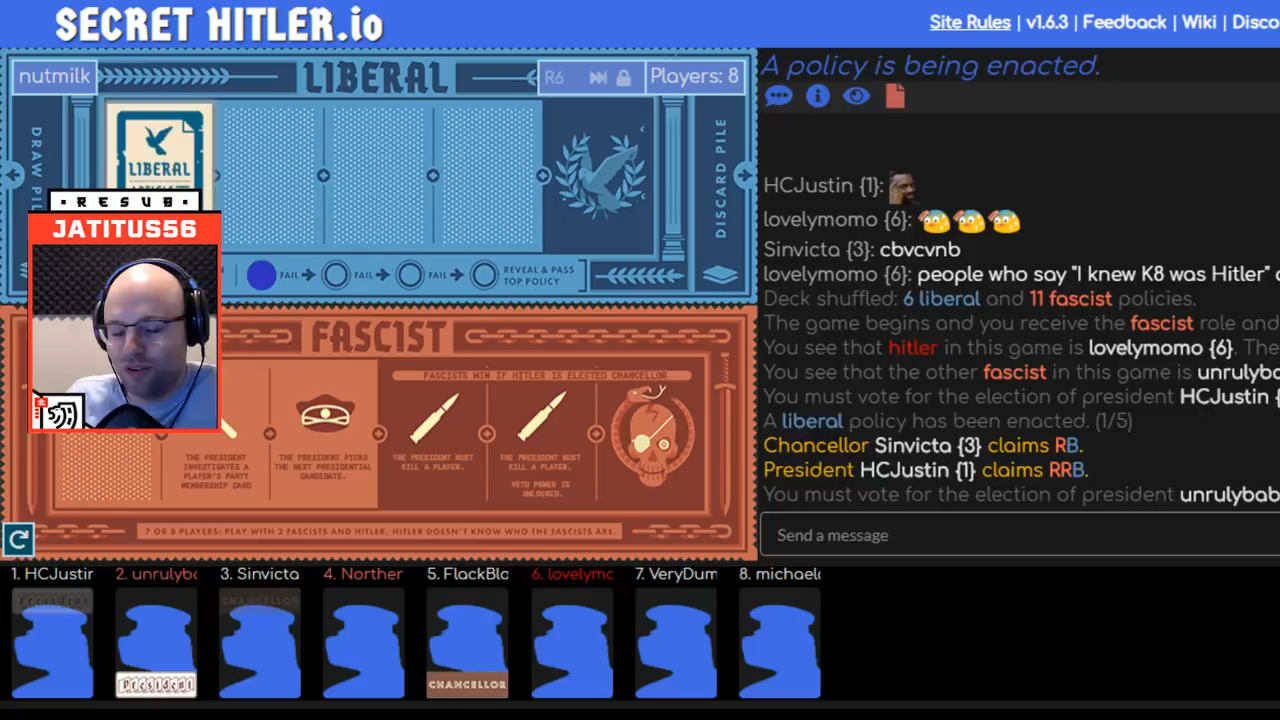 SECRET HITLER.io
Site Rules | v1.6.3 | Feedback | Wiki | Disco
nutmilk
LIBERAL
R6
Players: 8
DRAW PIL
LIBERAL
DISCARD PILE
FAIL
FAIL
FAIL
REVEAL & PASS
TOP POLICY
·RESUB·
JATITUS56
FASCIST
FASCISTS WIN IF HITLER IS ELECTED CHANCELLOR
THE PRESIDENT
INVESTIGATES A
PLAYER'S PARTY
MEMBERSHIP CARD
THE PRESIDENT PICKS
THE NEXT PRESIDENTIAL
CANDIDATE.
THE PRESIDENT MUST
KILL A PLAYER.
THE PRESIDENT MUST
KILL A PLAYER.
VETO POWER IS
UNLOCKED.
7 OR 8 PLAYERS: PLAY WITH 2 FASCISTS AND HITLER. HITLER DOESN'T KNOW WHO THE FASCISTS ARE.
A policy is being enacted.
HCJustin {1}:
lovelymomo {6}:
Sinvicta {3}: cbvcvnb
lovelymomo {6}: people who say "I knew K8 was Hitler"
Deck shuffled: 6 liberal and 11 fascist policies.
The game begins and you receive the fascist role and
You see that hitler in this game is lovelymomo {6}. The
You see that the other fascist in this game is unrulyba
You must vote for the election of president HCJustin {
A liberal policy has been enacted. (1/5)
Chancellor Sinvicta {3} claims RB.
President HCJustin {1} claims RRB.
You must vote for the election of president unrulybab
Send a message
1. HCJustir
2. unrulybc
3. Sinvicta
4. Norther
5. FlackBlc
6. lovelymc
7. VeryDum
8. michaelc
President
CHANCELLOR
President
CHANCELLOR